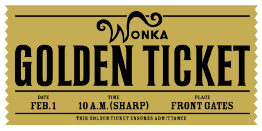 WONKA
GOLDEN TICKET
DATE TIME PLACE
FEB.1 10 A.M. (SHARP) FRONT GATES
THIS GOLDEN TICKET ENSURES ADMITTANCE